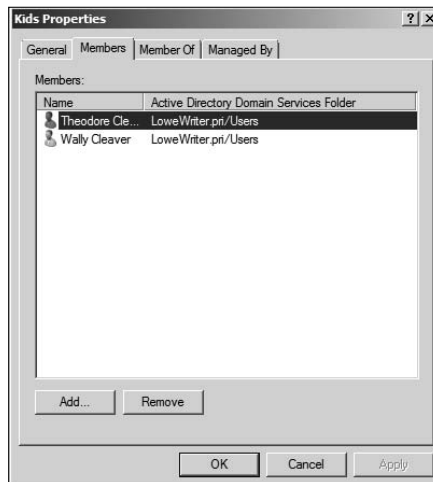 Kids Properties
General Members Member Of Managed By
Members:
Name Active Directory Domain Services Folder
Theodore Cle... LoweWriter.pri/Users
Wally Cleaver LoweWriter.pri/Users
Add... Remove
OK Cancel Apply